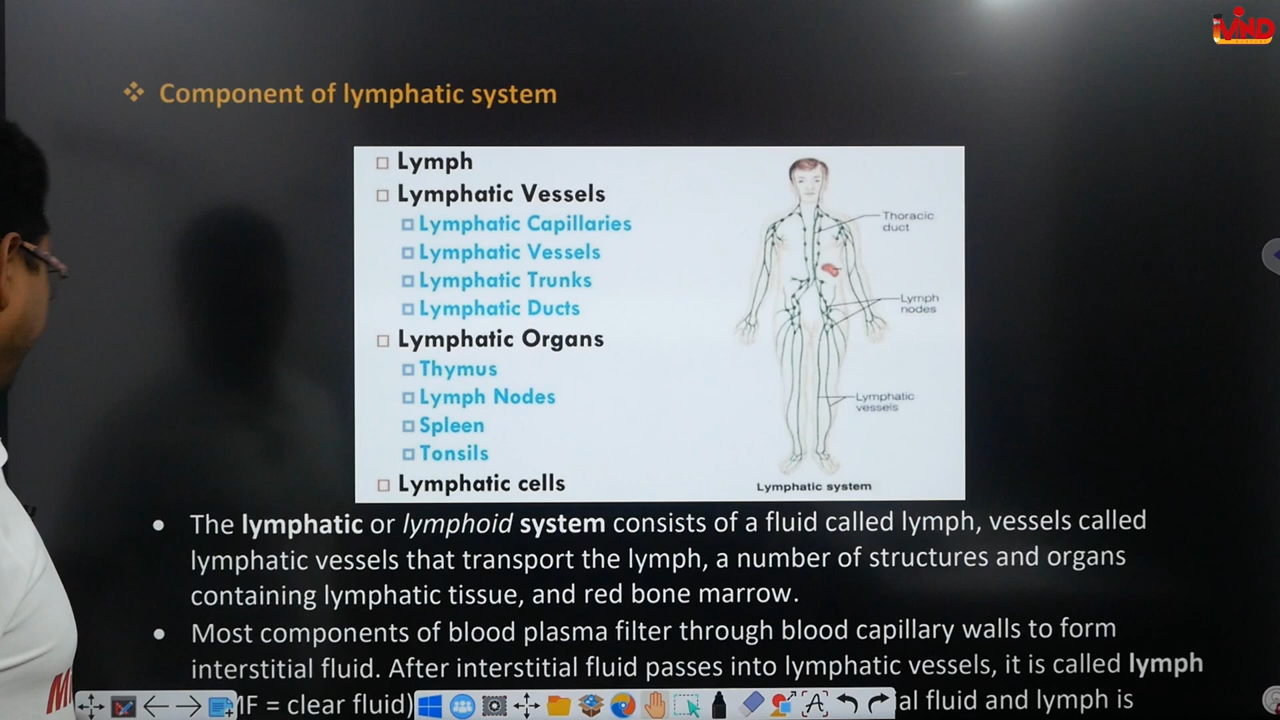 iMIND
❖ Component of lymphatic system
Lymph
Lymphatic Vessels
Lymphatic Capillaries
Lymphatic Vessels
Lymphatic Trunks
Lymphatic Ducts
Lymphatic Organs
Thymus
Lymph Nodes
Spleen
Tonsils
Lymphatic cells
Thoracic
duct
Lymph
nodes
Lymphatic
vessels
Lymphatic system
• The lymphatic or lymphoid system consists of a fluid called lymph, vessels called
lymphatic vessels that transport the lymph, a number of structures and organs
containing lymphatic tissue, and red bone marrow.
• Most components of blood plasma filter through blood capillary walls to form
interstitial fluid. After interstitial fluid passes into lymphatic vessels, it is called lymph
MF = clear fluid)
al fluid and lymph is
M
A